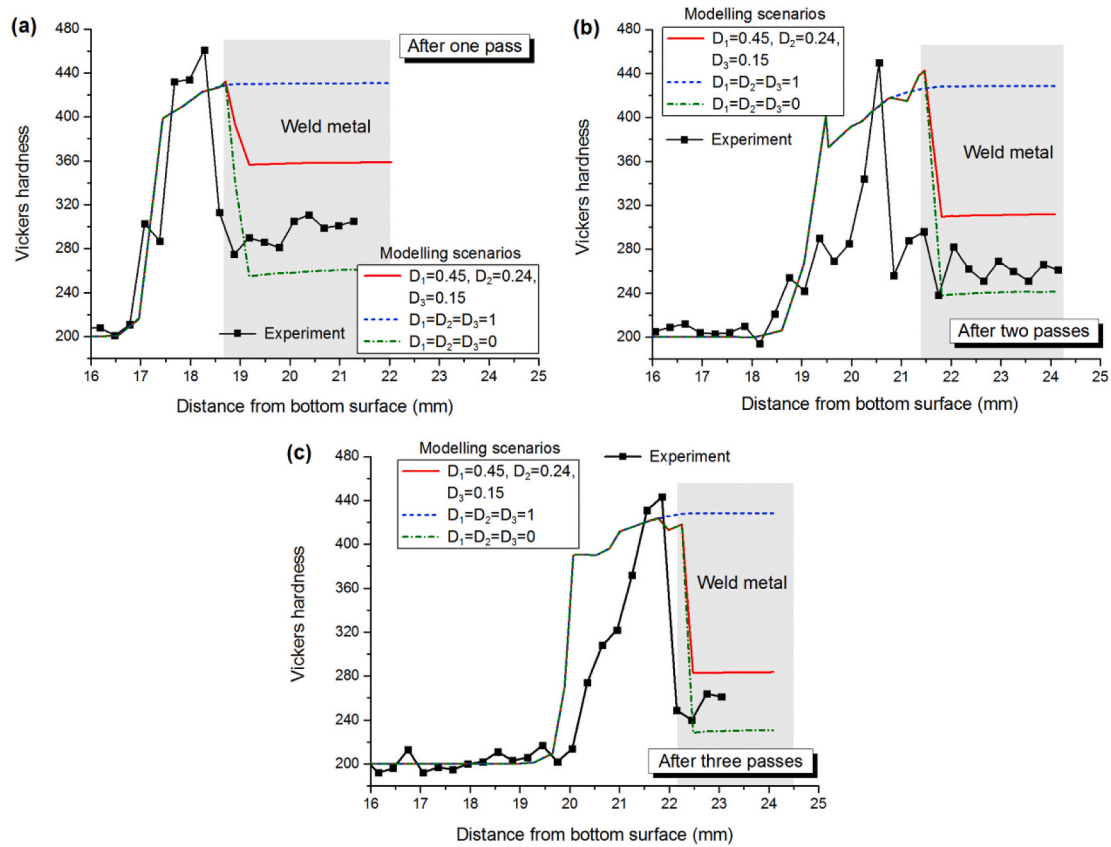 (a)
480
440
400
360
320
280
240
200
Vickers hardness
After one pass
Weld metal
Modelling scenarios
D₁=0.45, D₂=0.24,
D₃=0.15
D₁=D₂=D₃=1
D₁=D₂=D₃=0
Experiment
16 17 18 19 20 21 22 23 24 25
Distance from bottom surface (mm)
(b)
Modelling scenarios
D₁=0.45, D₂=0.24,
D₃=0.15
D₁=D₂=D₃=1
D₁=D₂=D₃=0
Experiment
480
440
400
360
320
280
240
200
Vickers hardness
Weld metal
After two passes
16 17 18 19 20 21 22 23 24 25
Distance from bottom surface (mm)
(c)
Modelling scenarios
D₁=0.45, D₂=0.24,
D₃=0.15
D₁=D₂=D₃=1
D₁=D₂=D₃=0
Experiment
480
440
400
360
320
280
240
200
Vickers hardness
Weld metal
After three passes
16 17 18 19 20 21 22 23 24 25
Distance from bottom surface (mm)